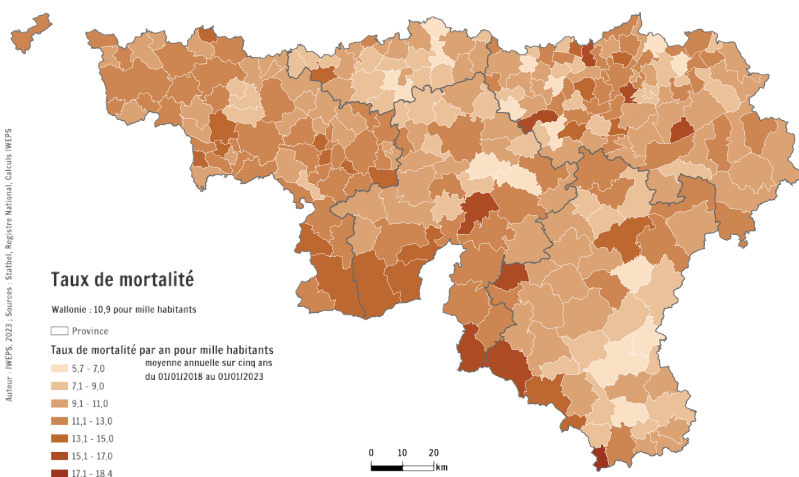 Auteur : IWEPS, 2023 ; Sources : Statbel, Registre National, Calculs IWEPS
Taux de mortalité
Wallonie : 10,9 pour mille habitants
Province
Taux de mortalité par an pour mille habitants
moyenne annuelle sur cinq ans
du 01/01/2018 au 01/01/2023
5,7 - 7,0
7,1 - 9,0
9,1 - 11,0
11,1 - 13,0
13,1 - 15,0
15,1 - 17,0
17,1 - 18,4
0 10 20
km